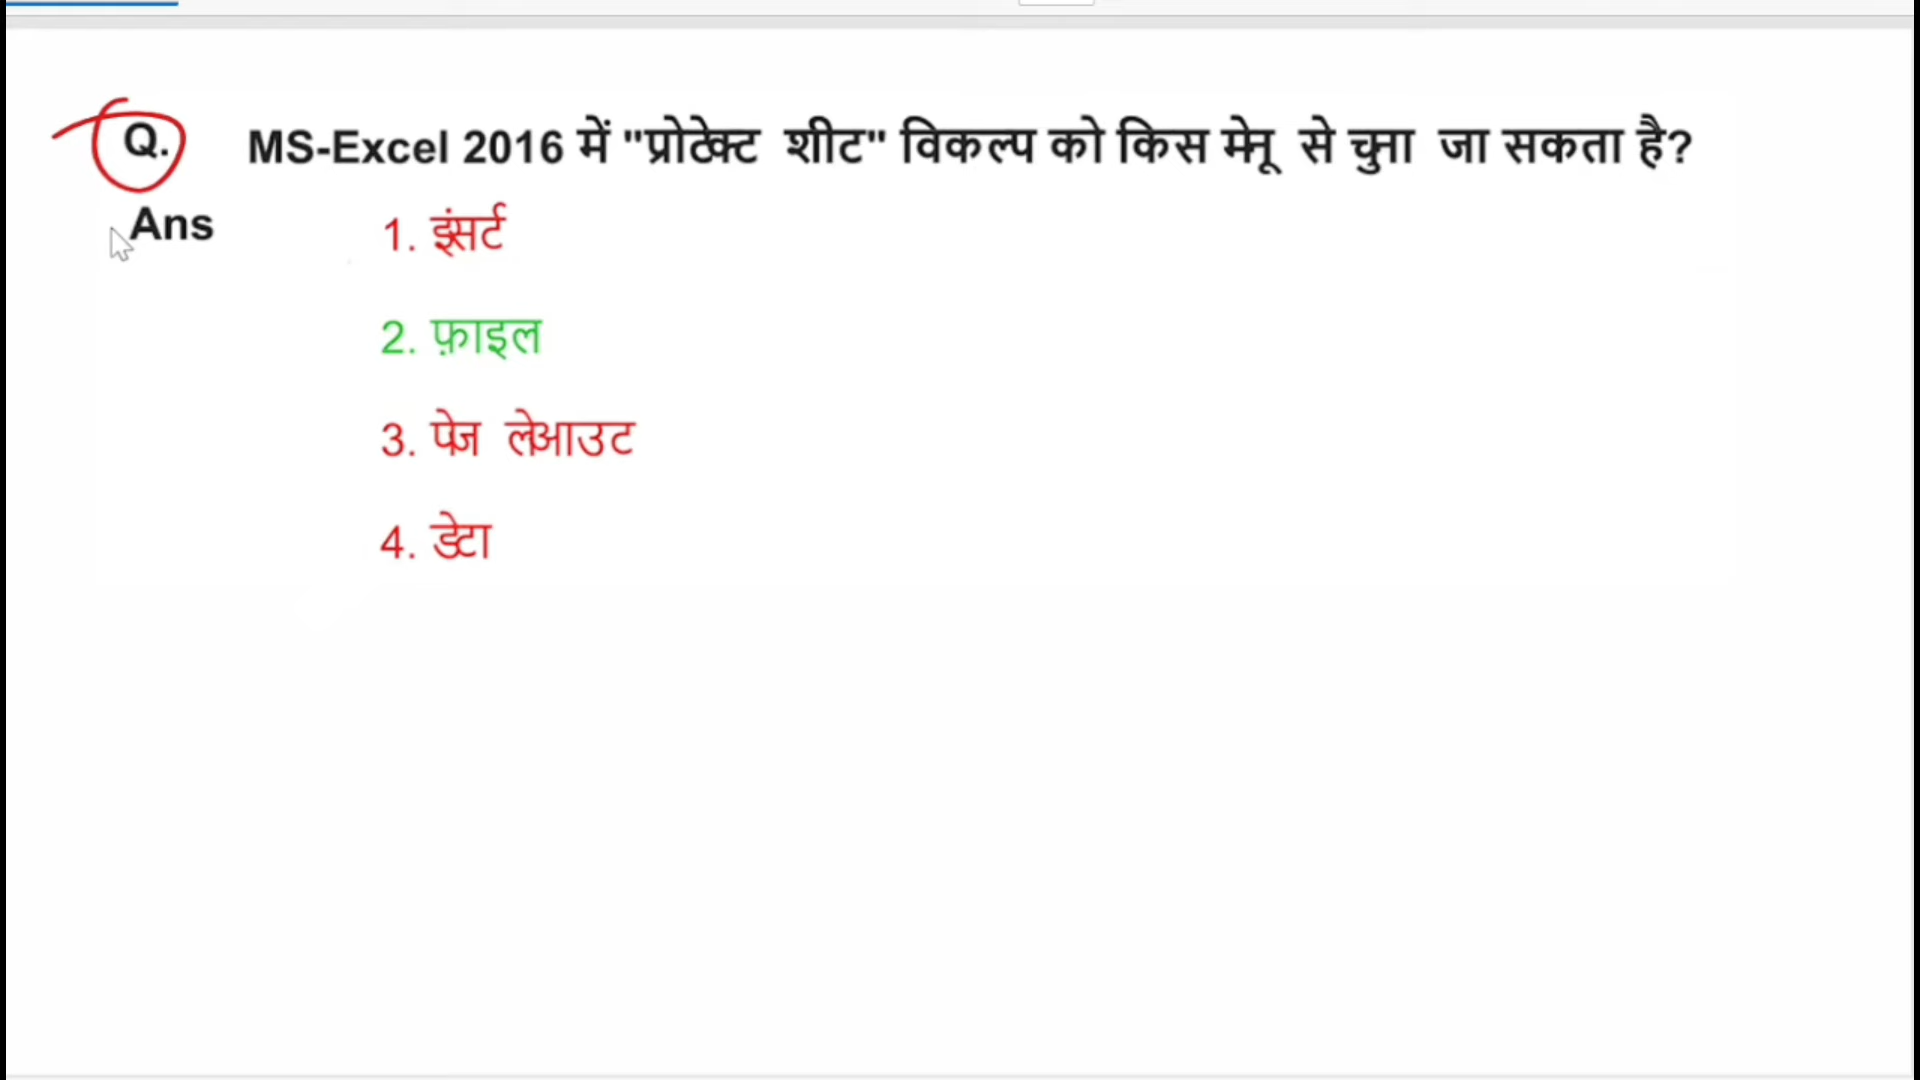 Q. MS-Excel 2016 में "प्रोटेक्ट शीट" विकल्प को किस मेनू से चुना जा सकता है?
Ans 1. इंसर्ट
2. फ़ाइल
3. पेज लेआउट
4. डेटा